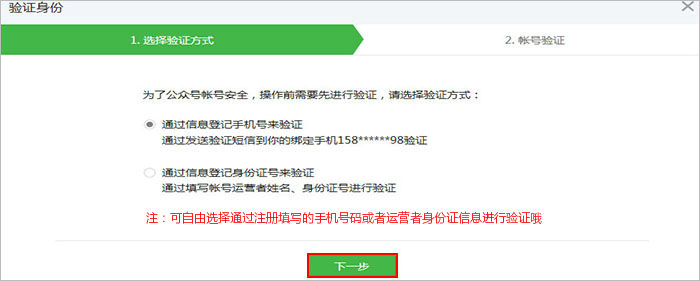 验证身份
1. 选择验证方式
2. 帐号验证
为了公众号帐号安全，操作前需要先进行验证，请选择验证方式：
通过信息登记手机号来验证
通过发送验证短信到你的绑定手机158******98验证
通过信息登记身份证号来验证
通过填写帐号运营者姓名、身份证号进行验证
注：可自由选择通过注册填写的手机号码或者运营者身份证信息进行验证哦
下一步